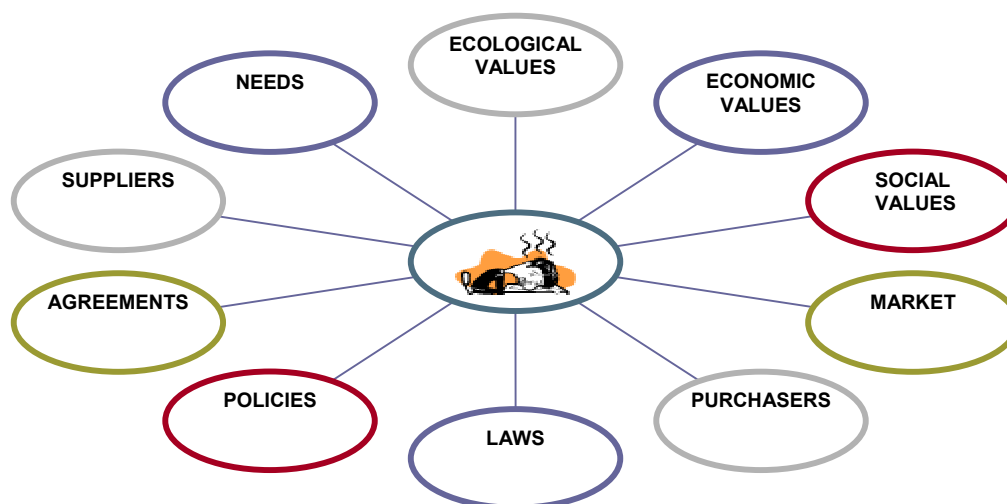 ECOLOGICAL
VALUES
NEEDS
ECONOMIC
VALUES
SUPPLIERS
SOCIAL
VALUES
AGREEMENTS
MARKET
POLICIES
PURCHASERS
LAWS